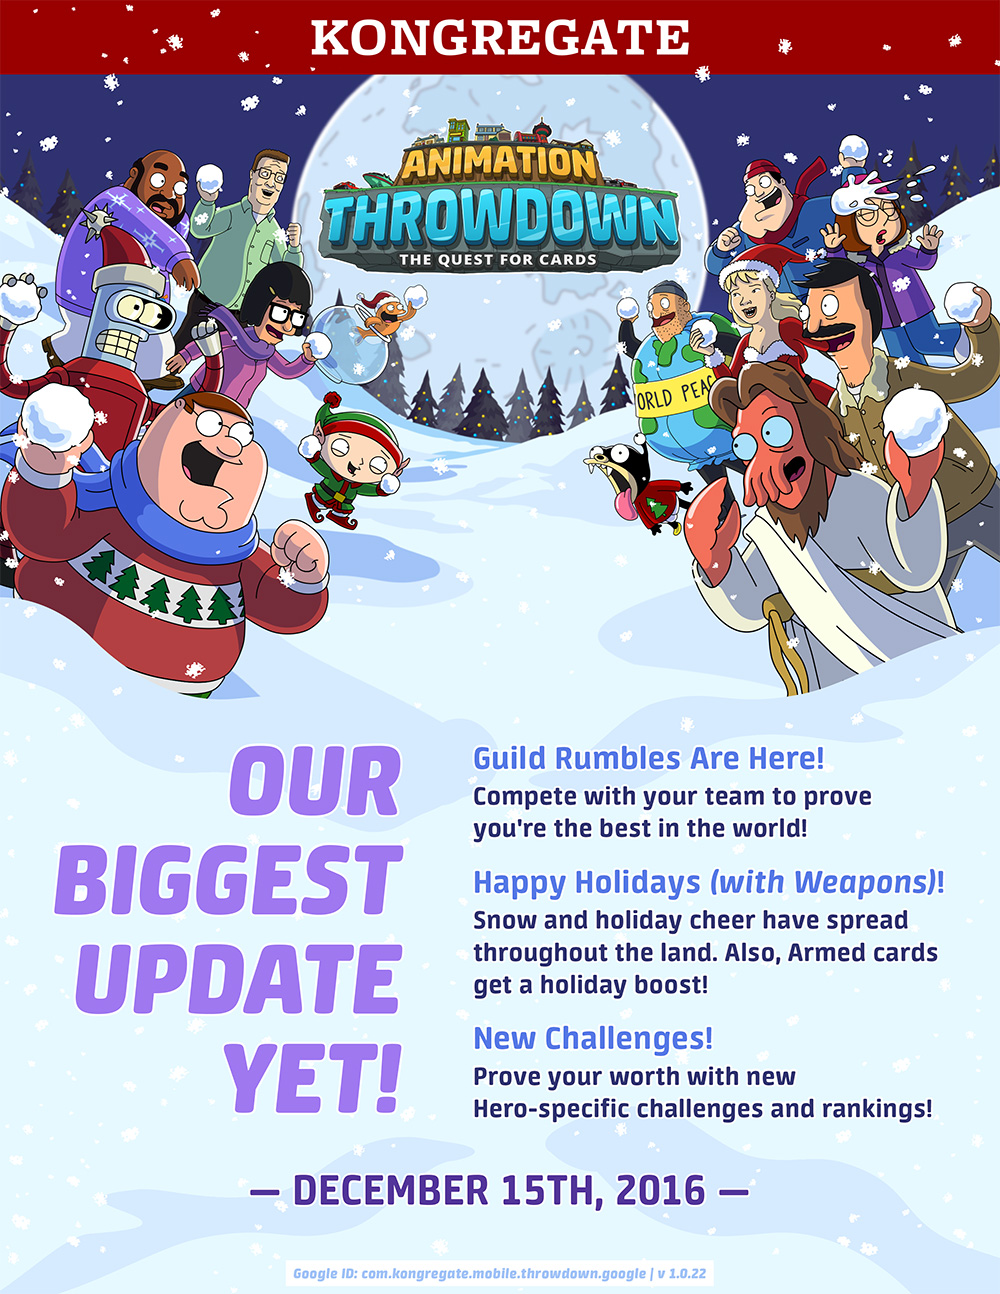 KONGREGATE
ANIMATION
THROWDOWN
THE QUEST FOR CARDS
ORLD PEAC
OUR
BIGGEST
UPDATE
YET!
Guild Rumbles Are Here!
Compete with your team to prove
you're the best in the world!
Happy Holidays (with Weapons)!
Snow and holiday cheer have spread
throughout the land. Also, Armed cards
get a holiday boost!
New Challenges!
Prove your worth with new
Hero-specific challenges and rankings!
— DECEMBER 15TH, 2016 —
Google ID: com.kongregate.mobile.throwdown.google | v 1.0.22